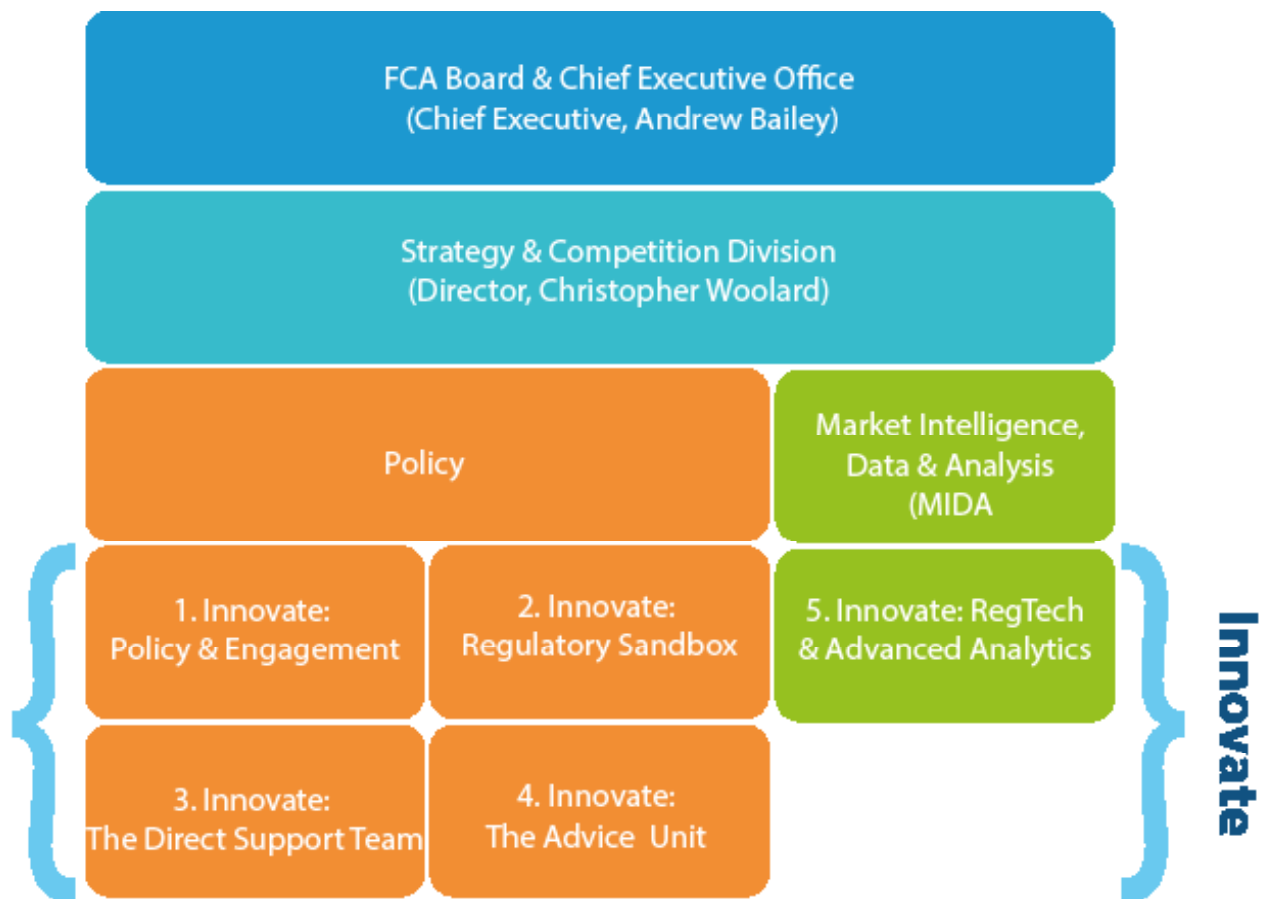 FCA Board & Chief Executive Office
(Chief Executive, Andrew Bailey)
Strategy & Competition Division
(Director, Christopher Woolard)
Policy
Market Intelligence,
Data & Analysis
(MIDA
1. Innovate:
Policy & Engagement
2. Innovate:
Regulatory Sandbox
5. Innovate: RegTech
& Advanced Analytics
3. Innovate:
The Direct Support Team
4. Innovate:
The Advice Unit
Innovate